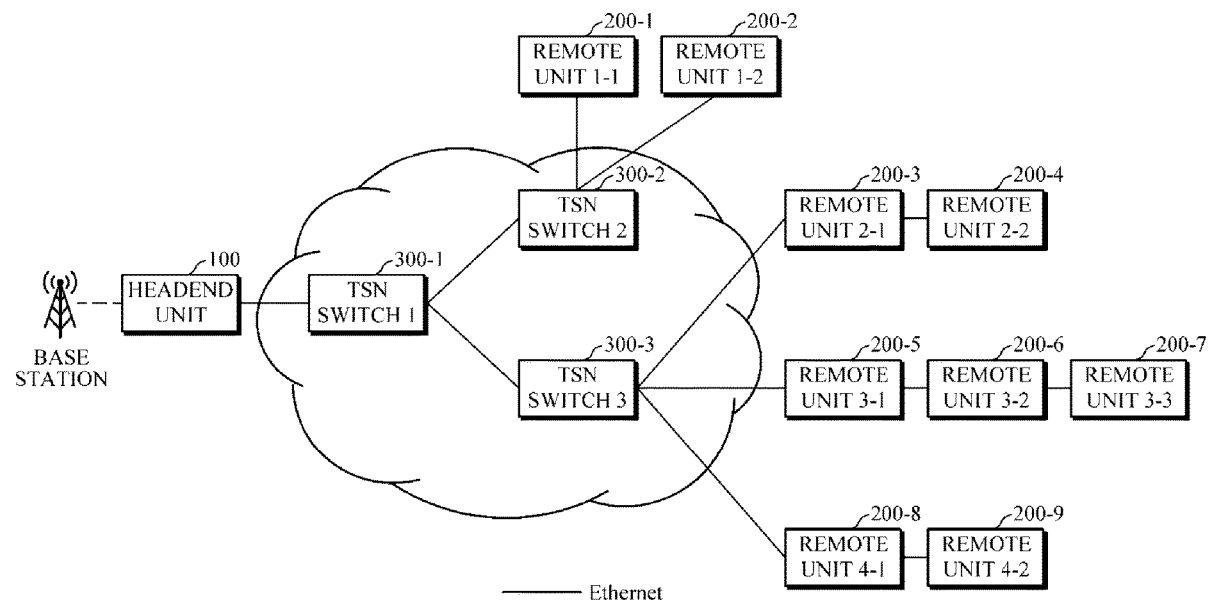 200-1
200-2
REMOTE
UNIT 1-1
REMOTE
UNIT 1-2
300-2
TSN
SWITCH 2
200-3
200-4
REMOTE
UNIT 2-1
REMOTE
UNIT 2-2
100
HEADEND
UNIT
300-1
TSN
SWITCH 1
BASE
STATION
300-3
TSN
SWITCH 3
200-5
200-6
200-7
REMOTE
UNIT 3-1
REMOTE
UNIT 3-2
REMOTE
UNIT 3-3
200-8
200-9
REMOTE
UNIT 4-1
REMOTE
UNIT 4-2
Ethernet